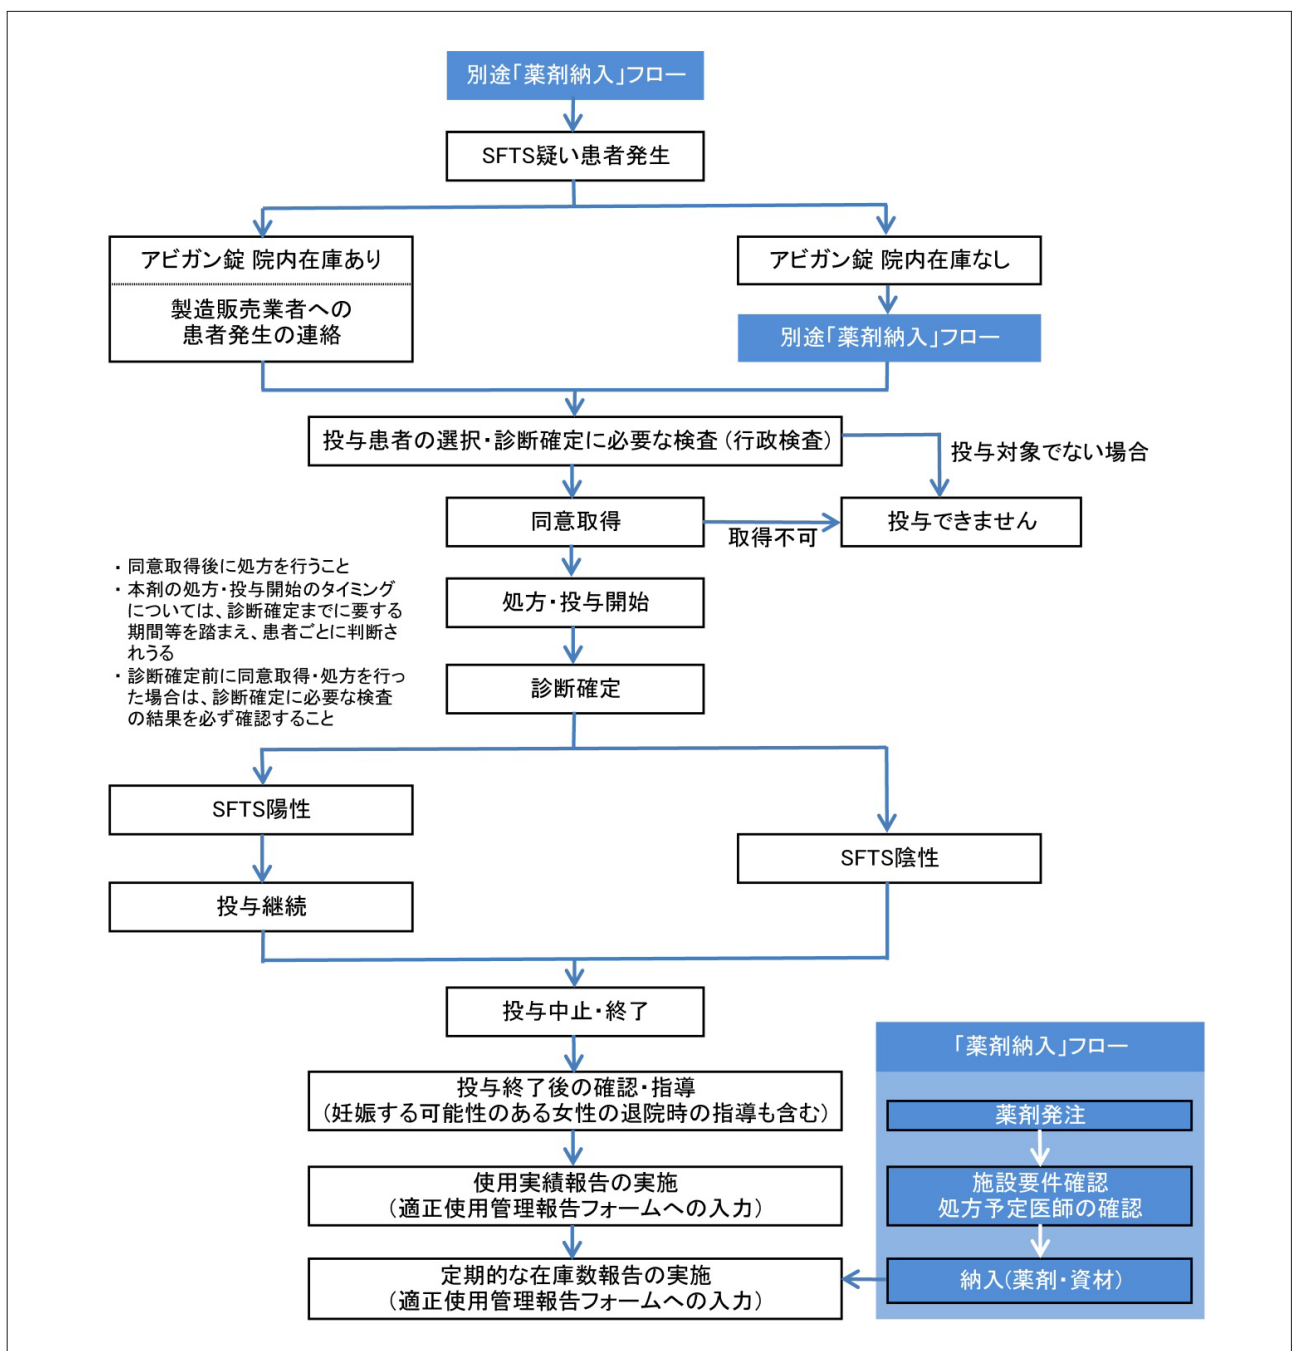 別途「薬剤納入」フロー
SFTS疑い患者発生
アビガン錠 院内在庫あり
製造販売業者への
患者発生の連絡
アビガン錠 院内在庫なし
別途「薬剤納入」フロー
投与患者の選択・診断確定に必要な検査（行政検査）
投与対象でない場合
同意取得
取得不可
投与できません
・同意取得後に処方を行うこと
・本剤の処方・投与開始のタイミング
については、診断確定までに要する
期間等を踏まえ、患者ごとに判断さ
れうる
・診断確定前に同意取得・処方を行っ
た場合は、診断確定に必要な検査
の結果を必ず確認すること
処方・投与開始
診断確定
SFTS陽性
投与継続
SFTS陰性
投与中止・終了
投与終了後の確認・指導
（妊娠する可能性のある女性の退院時の指導も含む）
使用実績報告の実施
（適正使用管理報告フォームへの入力）
定期的な在庫数報告の実施
（適正使用管理報告フォームへの入力）
「薬剤納入」フロー
薬剤発注
施設要件確認
処方予定医師の確認
納入（薬剤・資材）